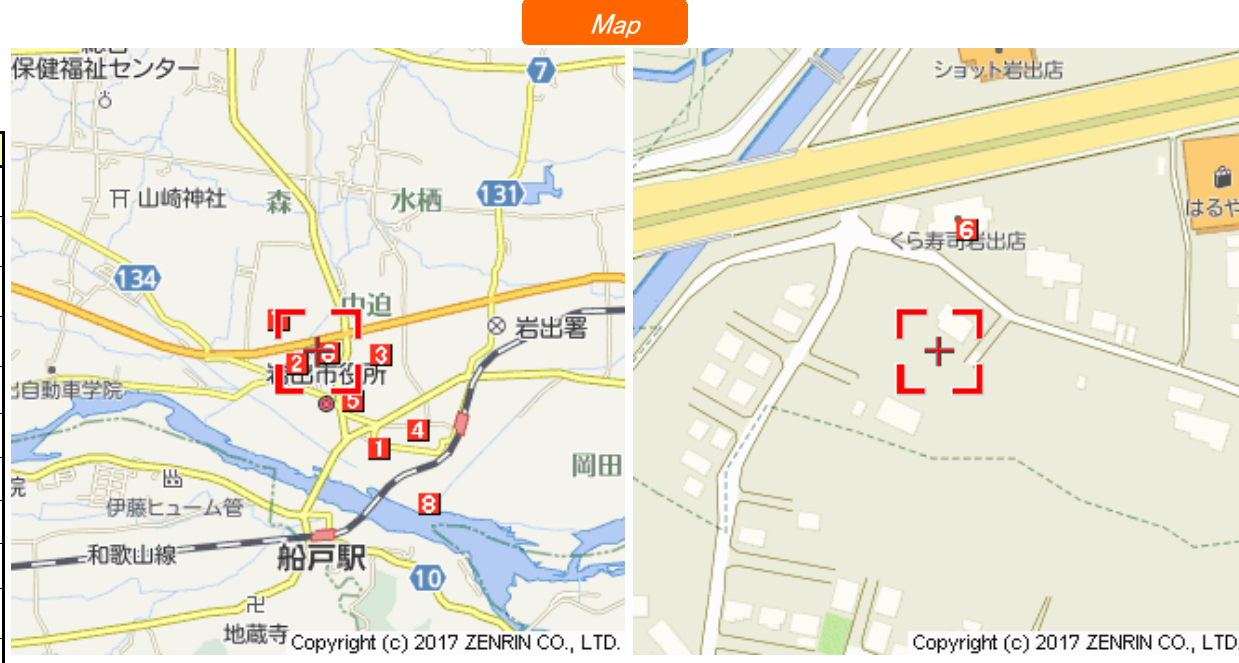 Map
保健福祉センター
7
山崎神社
森
水栖
131
134
中迫
岩出署
3
2
岩出市役所
自動車学院
5
4
1
岡田
院
8
伊藤ヒューム管
和歌山線
船戸駅
10
地蔵寺
Copyright (c) 2017 ZENRIN CO., LTD.
ショット岩出店
はるや
6
くら寿司岩出店
Copyright (c) 2017 ZENRIN CO., LTD.